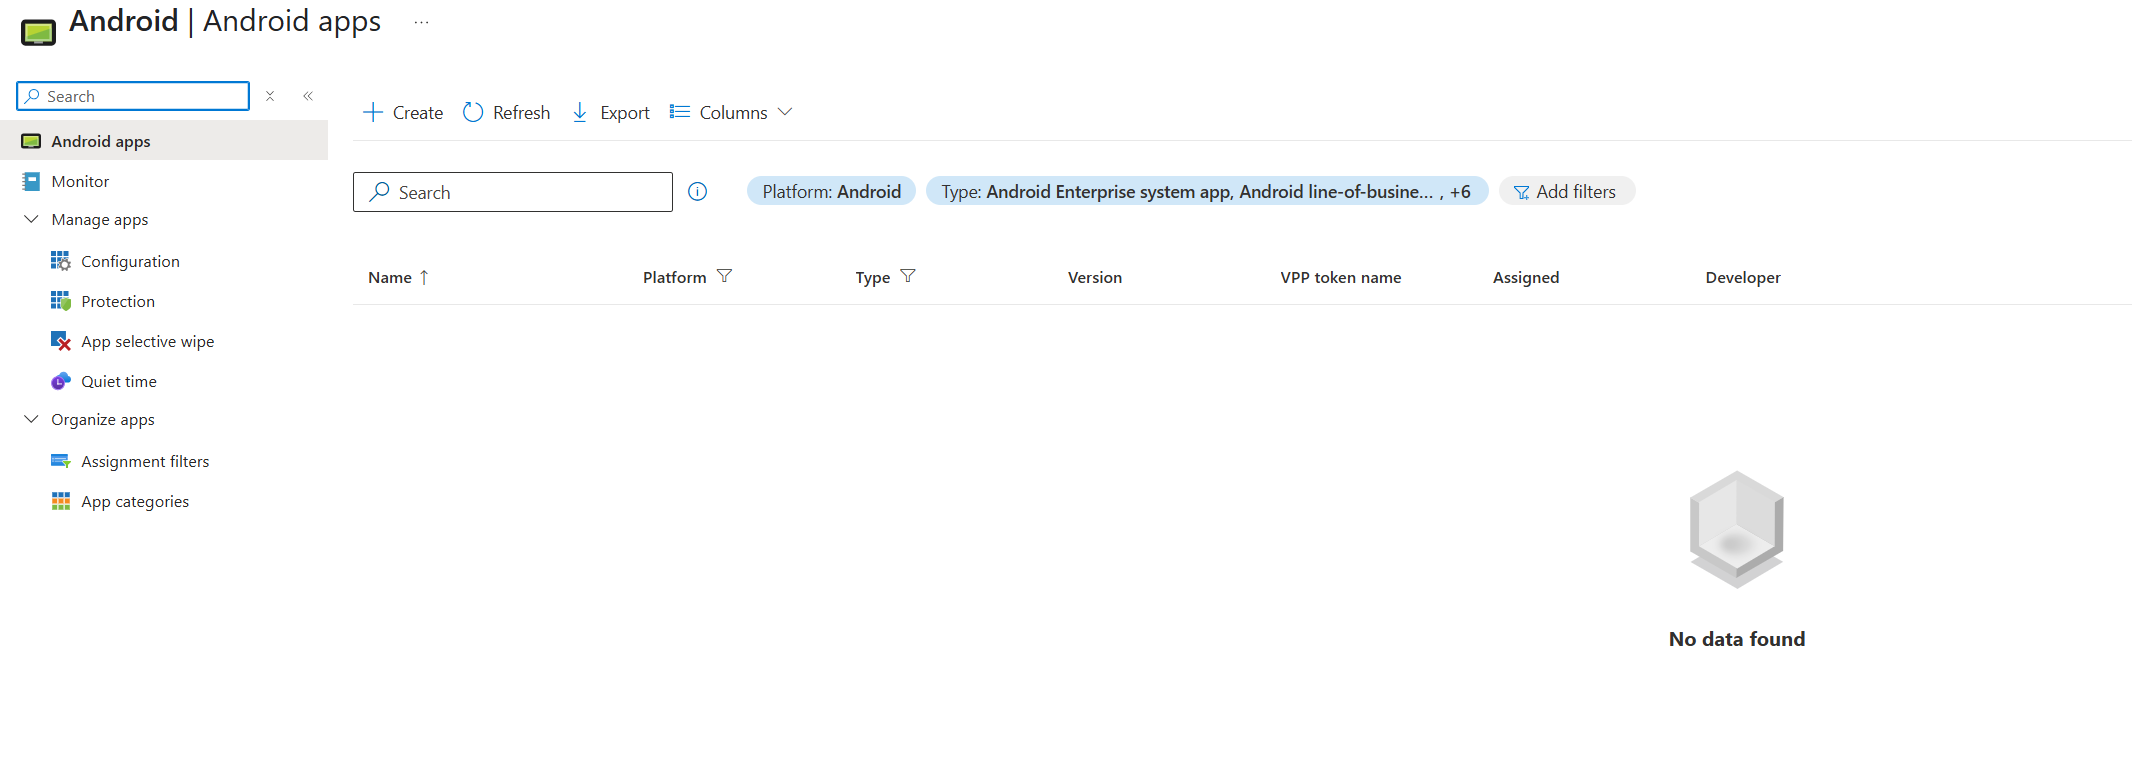 Android | Android apps ...
Search
Android apps
Monitor
Manage apps
Configuration
Protection
App selective wipe
Quiet time
Organize apps
Assignment filters
App categories
Create Refresh Export Columns
Search
Platform: Android Type: Android Enterprise system app, Android line-of-busine... , +6 Add filters
Name Platform Type Version VPP token name Assigned Developer
No data found